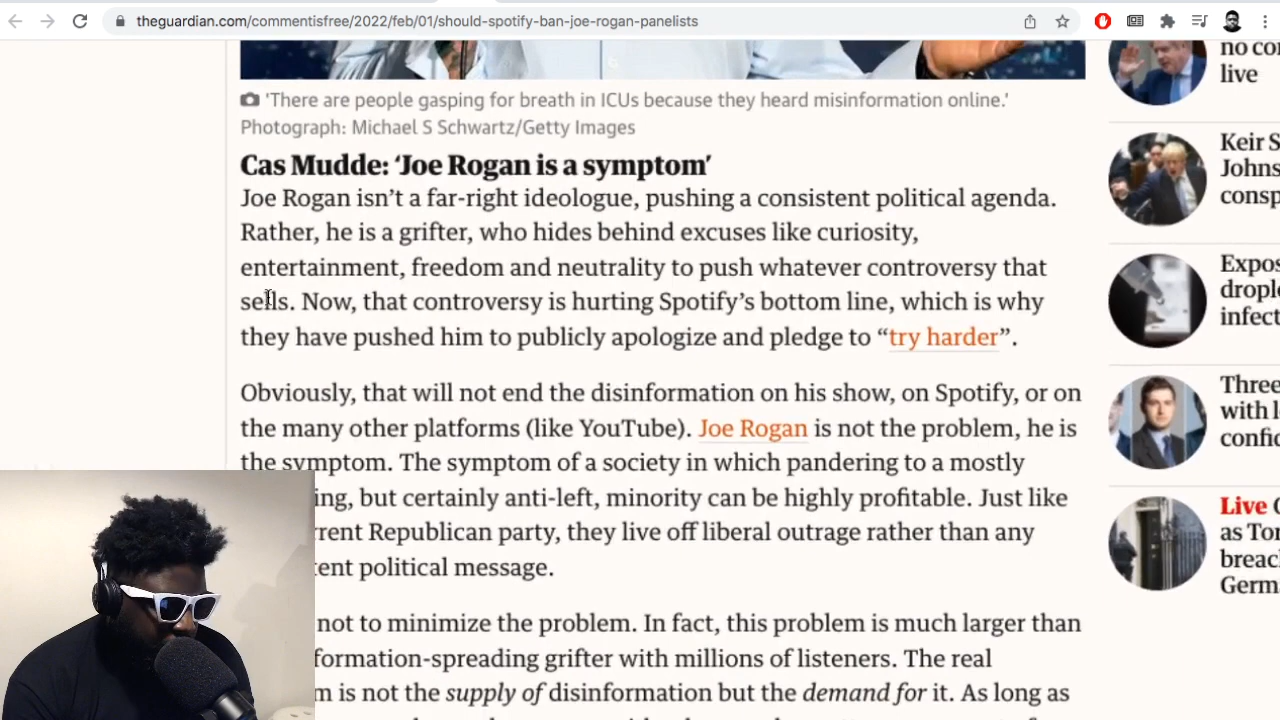 theguardian.com/commentisfree/2022/feb/01/should-spotify-ban-joe-rogan-panelists
'There are people gasping for breath in ICUs because they heard misinformation online.'
Photograph: Michael S Schwartz/Getty Images
Cas Mudde: ‘Joe Rogan is a symptom’
Joe Rogan isn’t a far-right ideologue, pushing a consistent political agenda.
Rather, he is a grifter, who hides behind excuses like curiosity,
entertainment, freedom and neutrality to push whatever controversy that
sells. Now, that controversy is hurting Spotify’s bottom line, which is why
they have pushed him to publicly apologize and pledge to “try harder”.
Obviously, that will not end the disinformation on his show, on Spotify, or on
the many other platforms (like YouTube). Joe Rogan is not the problem, he is
the symptom. The symptom of a society in which pandering to a mostly
ing, but certainly anti-left, minority can be highly profitable. Just like
rent Republican party, they live off liberal outrage rather than any
tent political message.
not to minimize the problem. In fact, this problem is much larger than
formation-spreading grifter with millions of listeners. The real
m is not the supply of disinformation but the demand for it. As long as
no co
live
Keir S
Johns
consp
Expos
drople
infect
Three
with l
confid
Live
as Tor
breac
Germ